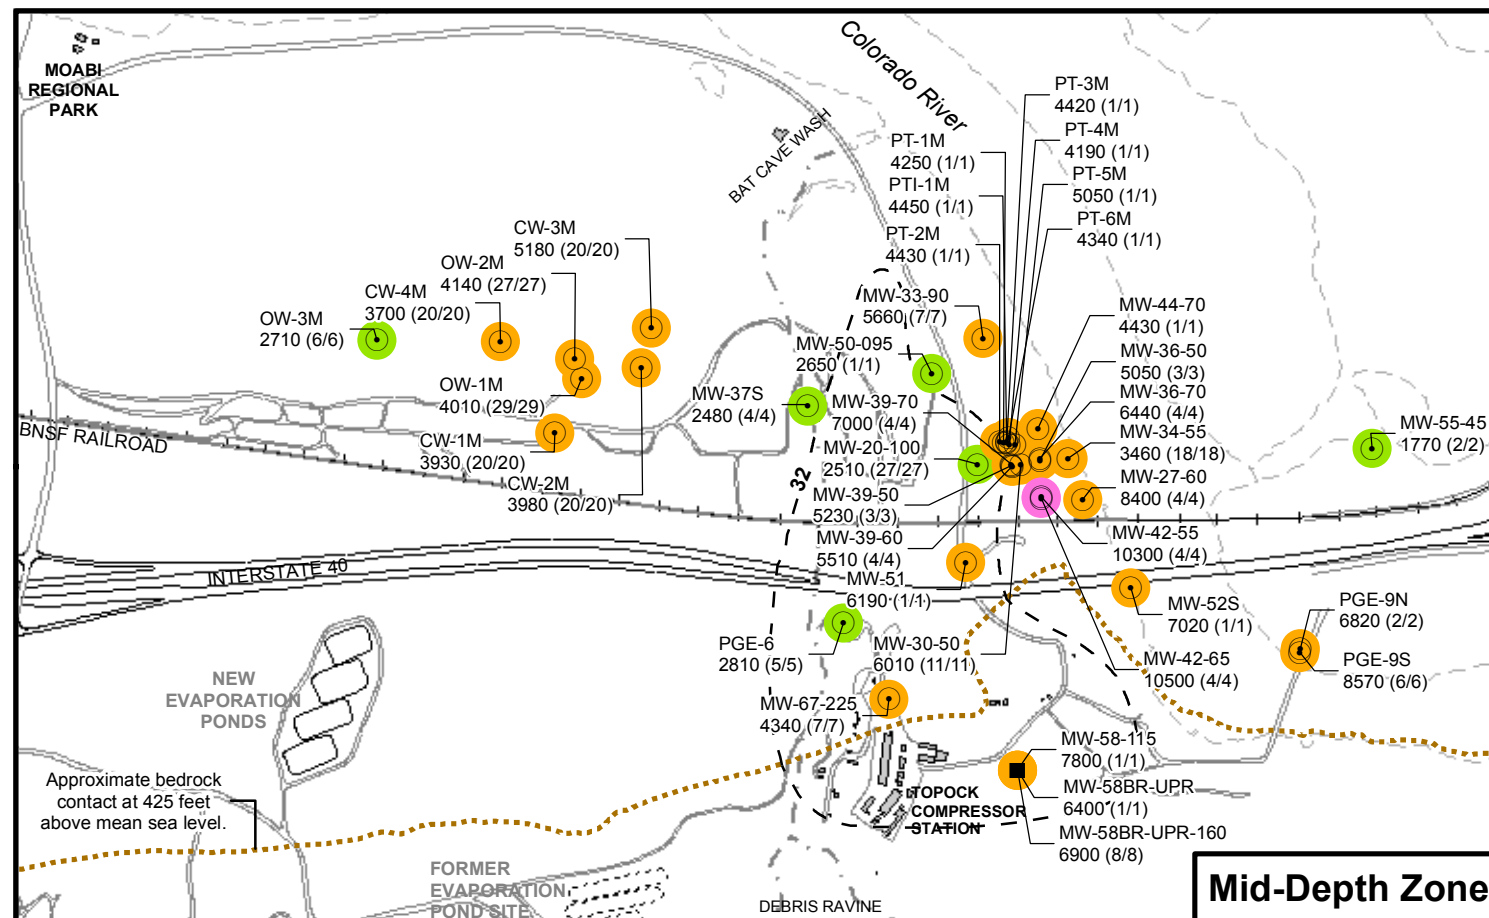 MOABI
REGIONAL
PARK
Colorado River
BAT CAVE WASH
PT-3M
4420 (1/1)
PT-4M
4190 (1/1)
PT-1M
4250 (1/1)
PT-5M
5050 (1/1)
PTI-1M
4450 (1/1)
PT-6M
4340 (1/1)
PT-2M
4430 (1/1)
CW-3M
5180 (20/20)
OW-2M
4140 (27/27)
CW-4M
3700 (20/20)
OW-3M
2710 (6/6)
MW-33-90
5660 (7/7)
MW-44-70
4430 (1/1)
MW-50-095
2650 (1/1)
MW-36-50
5050 (3/3)
OW-1M
4010 (29/29)
MW-37S
2480 (4/4)
MW-39-70
7000 (4/4)
MW-36-70
6440 (4/4)
MW-55-45
1770 (2/2)
BNSF RAILROAD
CW-1M
3930 (20/20)
MW-20-100
2510 (27/27)
MW-34-55
3460 (18/18)
CW-2M
3980 (20/20)
32
MW-39-50
5230 (3/3)
MW-27-60
8400 (4/4)
MW-39-60
5510 (4/4)
MW-42-55
10300 (4/4)
INTERSTATE 40
MW-51
6190 (1/1)
MW-52S
7020 (1/1)
PGE-9N
6820 (2/2)
PGE-6
2810 (5/5)
MW-30-50
6010 (11/11)
MW-42-65
10500 (4/4)
PGE-9S
8570 (6/6)
NEW
EVAPORATION
PONDS
MW-67-225
4340 (7/7)
MW-58-115
7800 (1/1)
Approximate bedrock
contact at 425 feet
above mean sea level.
TOPOCK
COMPRESSOR
STATION
MW-58BR-UPR
6400 (1/1)
MW-58BR-UPR-160
6900 (8/8)
FORMER
EVAPORATION
POND SITE
DEBRIS RAVINE
Mid-Depth Zone